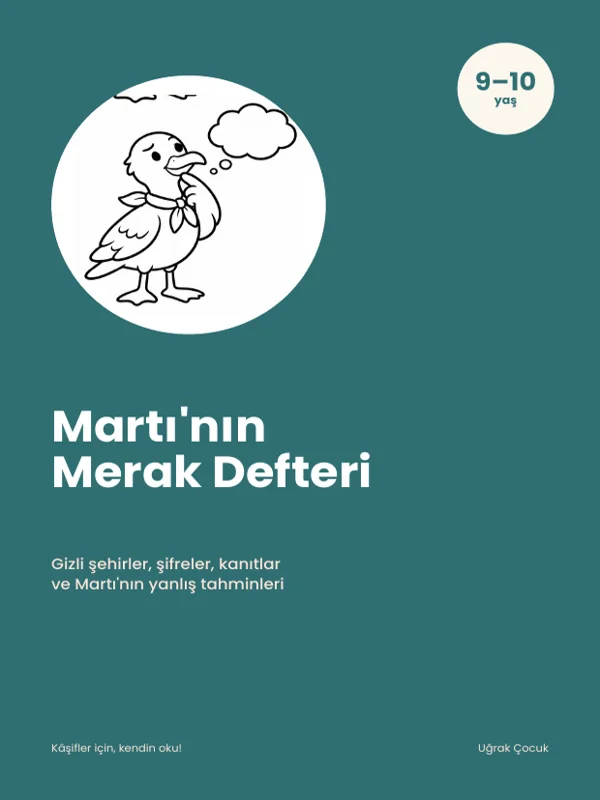 9–10
yaş
Martı'nın
Merak Defteri
Gizli şehirler, şifreler, kanıtlar
ve Martı'nın yanlış tahminleri
Kâşifler için, kendin oku!
Uğrak Çocuk